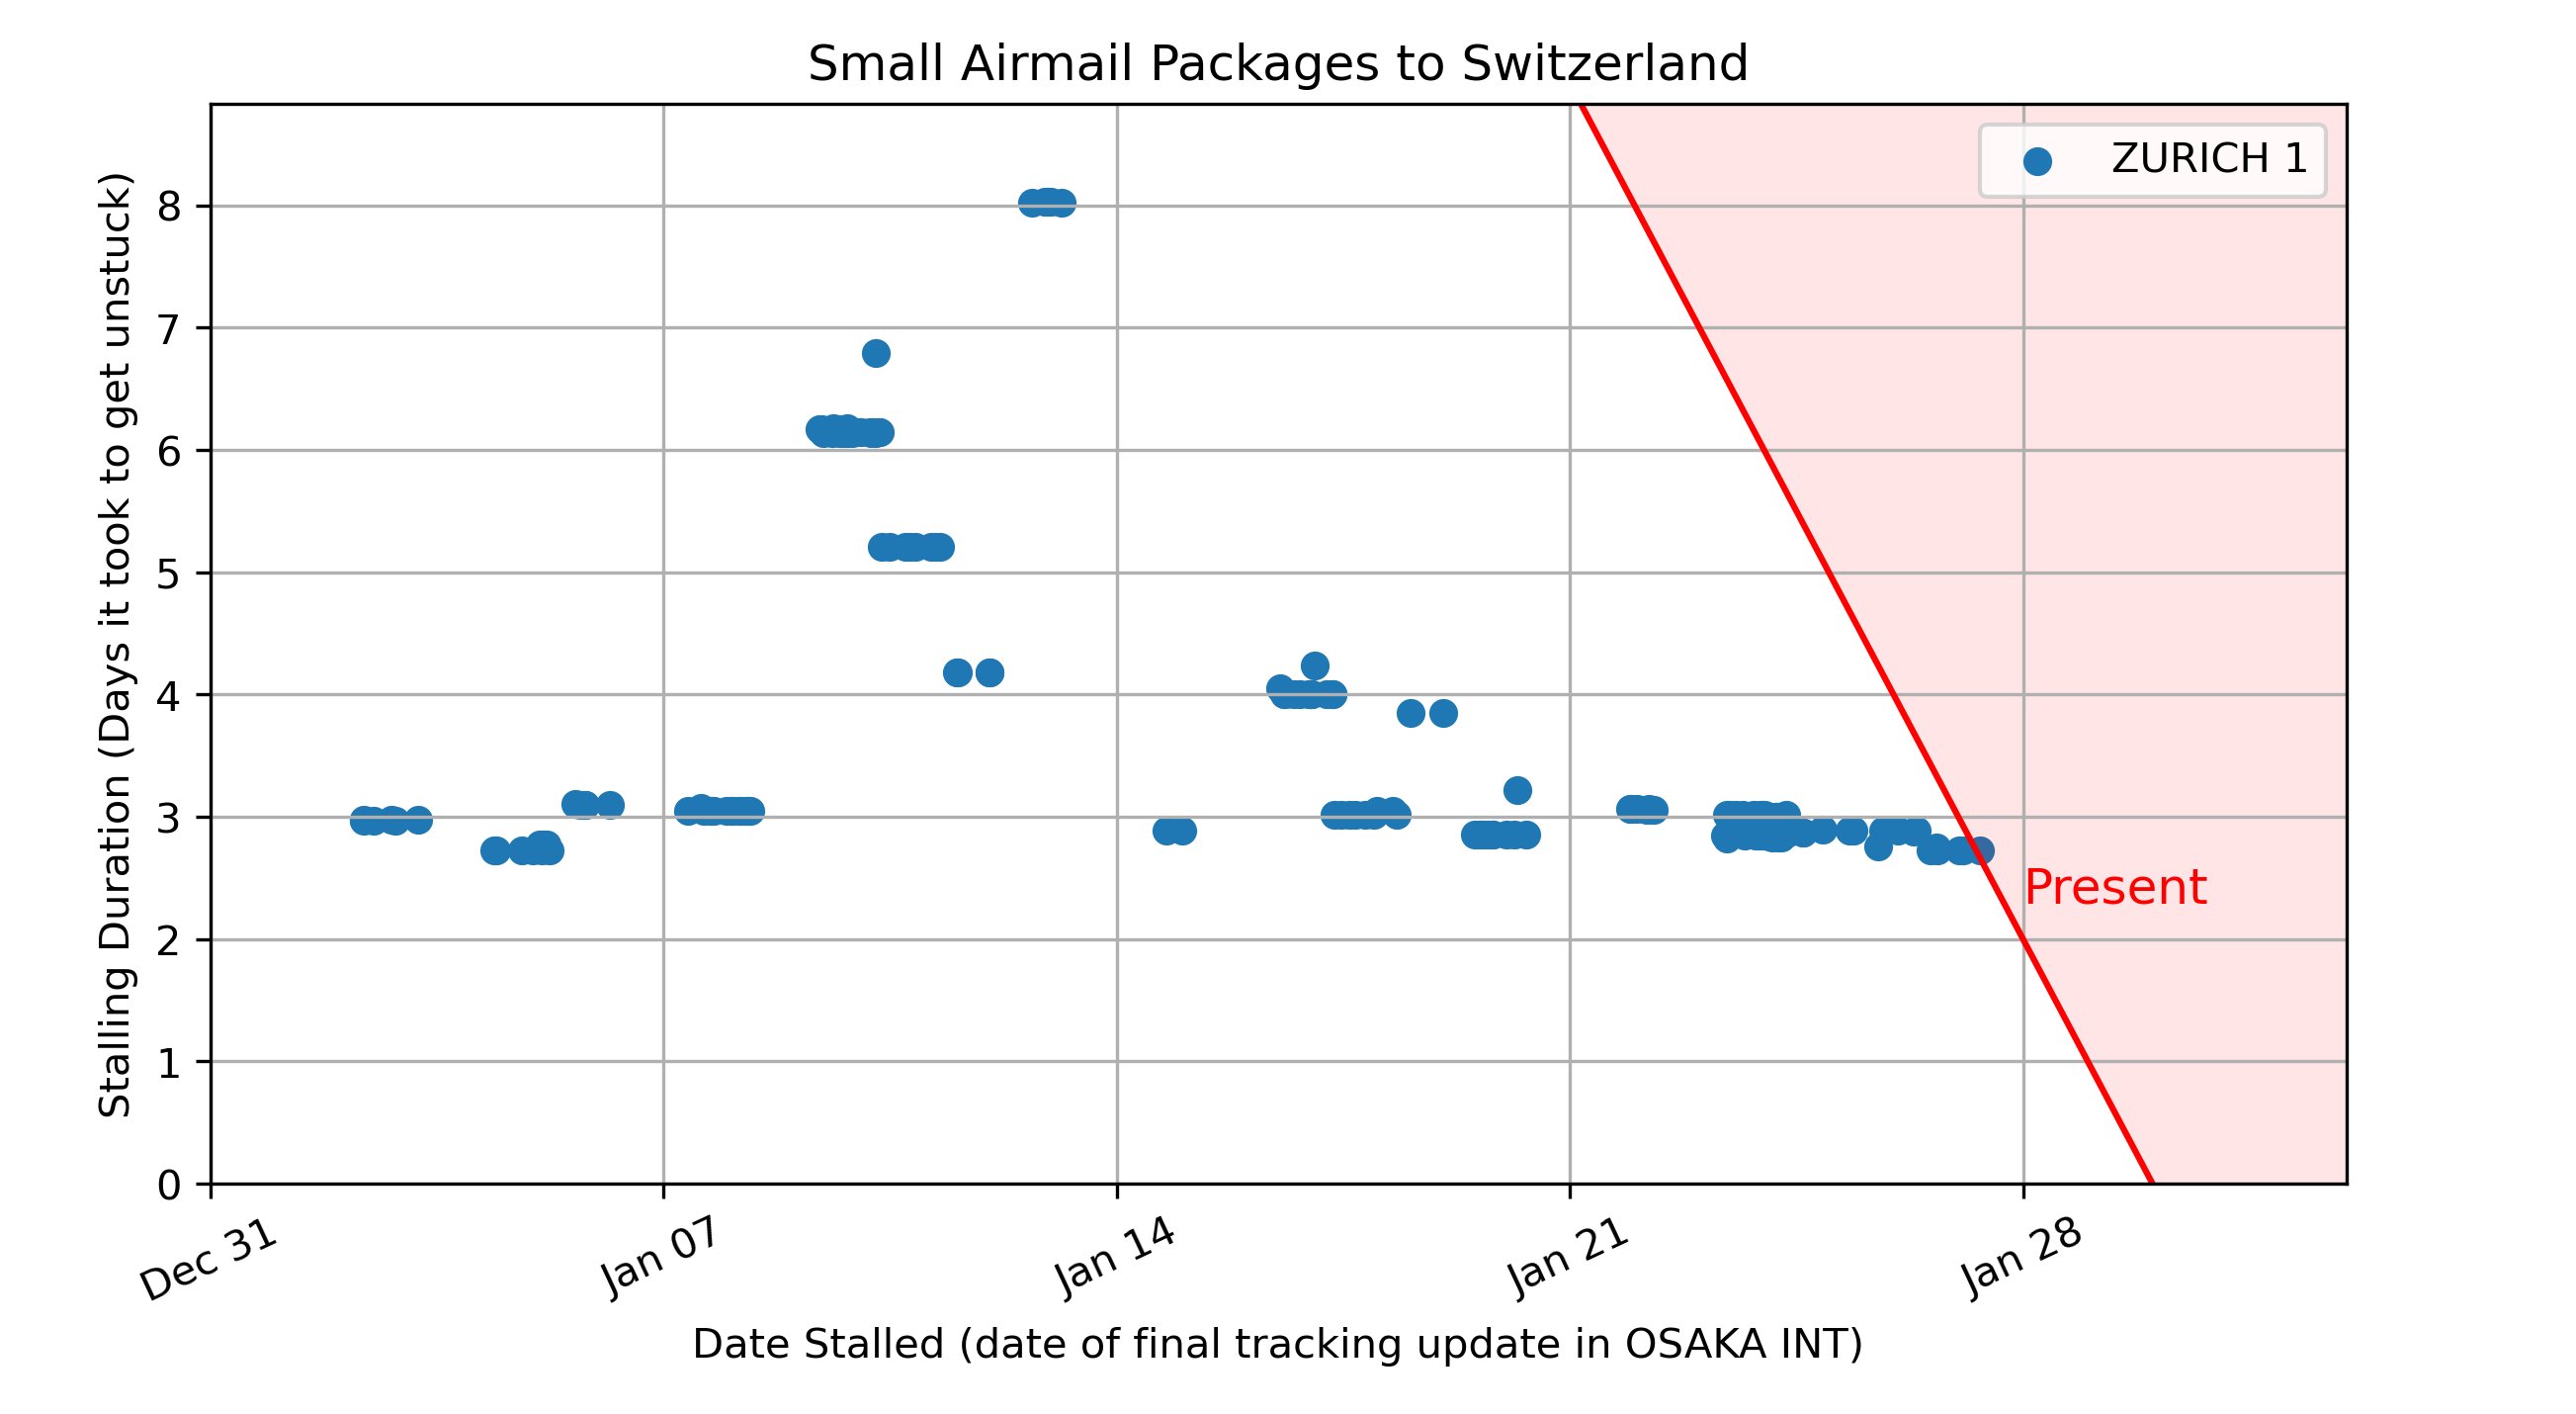 Small Airmail Packages to Switzerland
ZURICH 1
Stalling Duration (Days it took to get unstuck)
8
7
6
5
4
3
2
1
0
Present
Dec 31
Jan 07
Jan 14
Jan 21
Jan 28
Date Stalled (date of final tracking update in OSAKA INT)